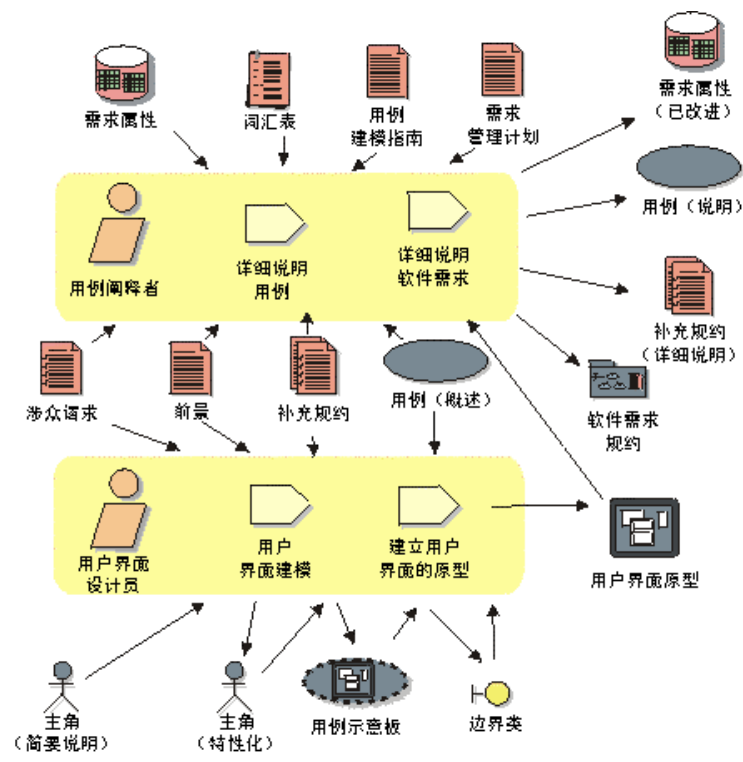 需求属性
词汇表
用例
建模指南
需求
管理计划
需求属性
（已改进）
用例（说明）
用例阐释者
详细说明
用例
详细说明
软件需求
补充规约
（详细说明）
涉众请求
前景
补充规约
用例（概述）
软件需求
规约
用户界面
设计员
用户
界面建模
建立用户
界面的原型
用户界面原型
主角
（简要说明）
主角
（特性化）
用例示意板
边界类